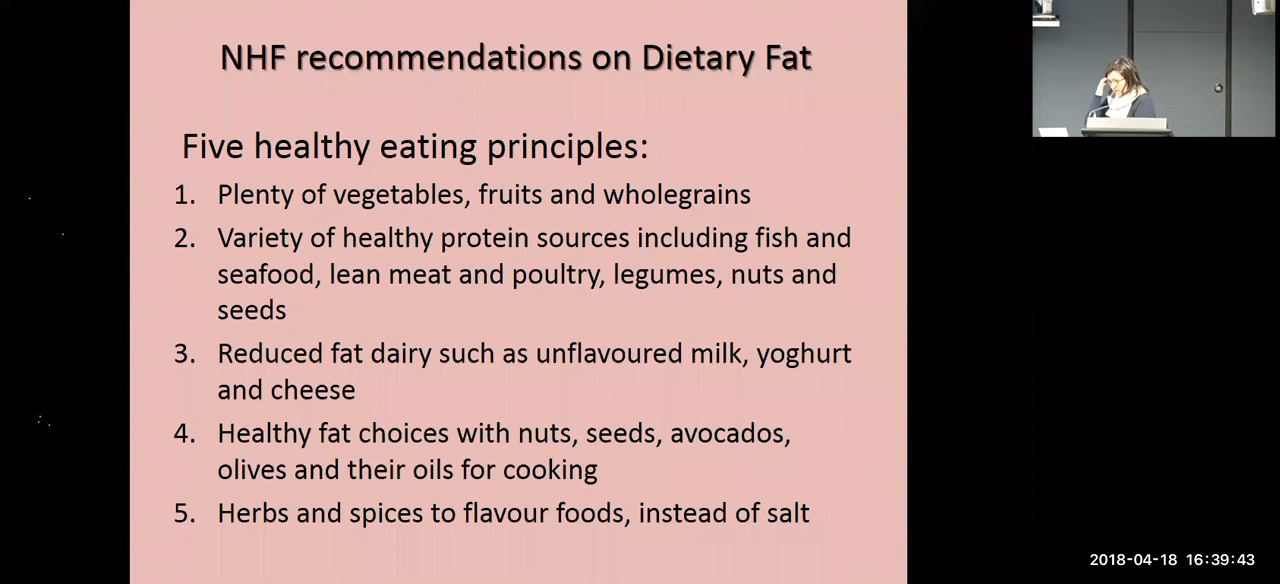 NHF recommendations on Dietary Fat
Five healthy eating principles:
1. Plenty of vegetables, fruits and wholegrains
2. Variety of healthy protein sources including fish and
seafood, lean meat and poultry, legumes, nuts and
seeds
3. Reduced fat dairy such as unflavoured milk, yoghurt
and cheese
4. Healthy fat choices with nuts, seeds, avocados,
olives and their oils for cooking
5. Herbs and spices to flavour foods, instead of salt
2018-04-18 16:39:43